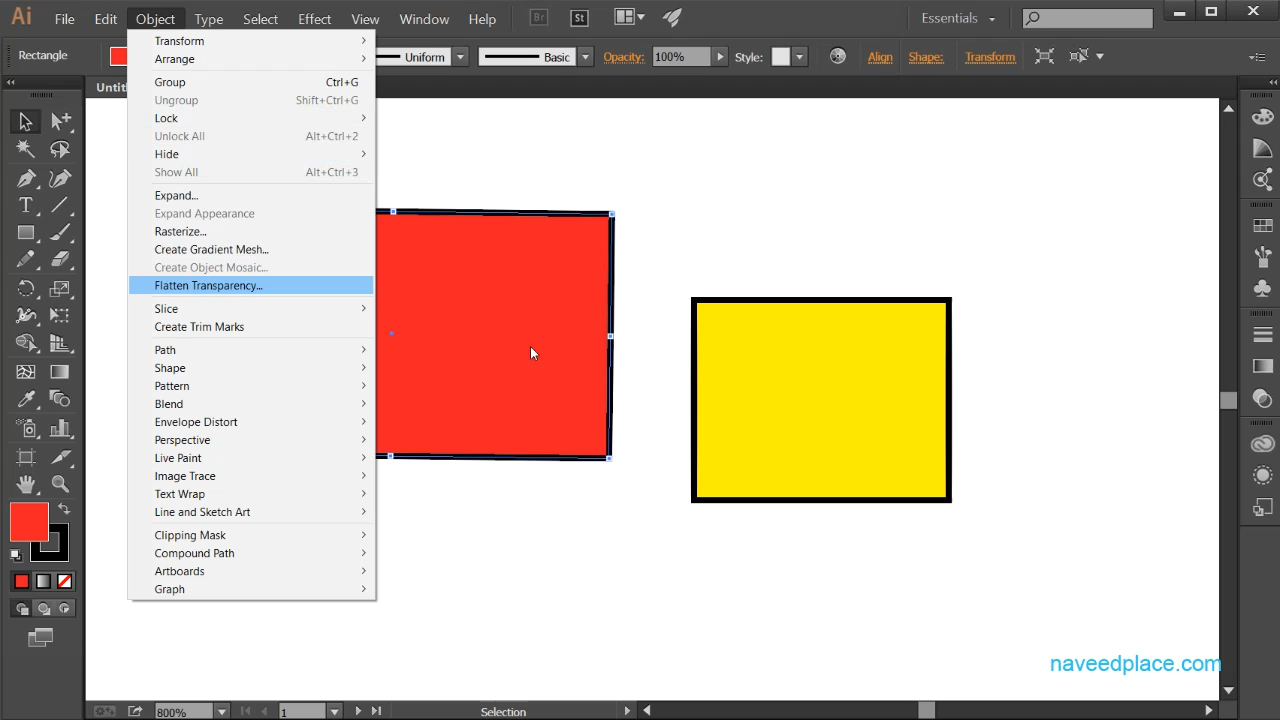 Ai File Edit Object Type Select Effect View Window Help Br St Essentials
Rectangle Uniform Basic Opacity: 100% Style: Align Shape: Transform
Untitl
Transform
Arrange
Group Ctrl+G
Ungroup Shift+Ctrl+G
Lock
Unlock All Alt+Ctrl+2
Hide
Show All Alt+Ctrl+3
Expand...
Expand Appearance
Rasterize...
Create Gradient Mesh...
Create Object Mosaic...
Flatten Transparency...
Slice
Create Trim Marks
Path
Shape
Pattern
Blend
Envelope Distort
Perspective
Live Paint
Image Trace
Text Wrap
Line and Sketch Art
Clipping Mask
Compound Path
Artboards
Graph
naveedplace.com
800% 1 Selection